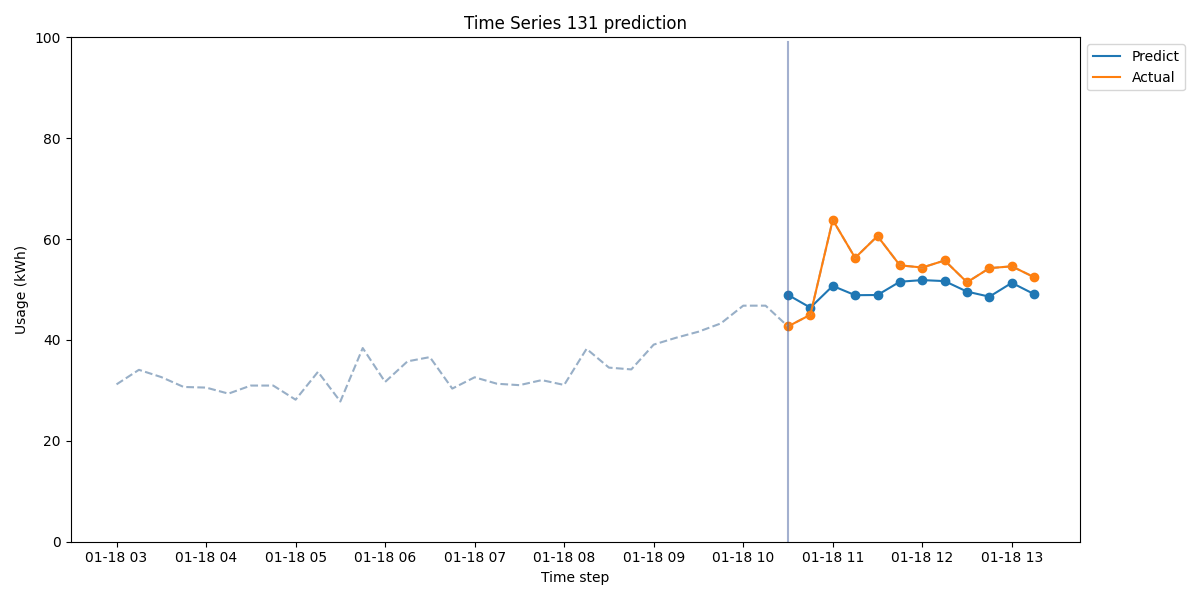 Time Series 131 prediction
100
80
60
40
20
0
Usage (kWh)
01-18 03 01-18 04 01-18 05 01-18 06 01-18 07 01-18 08 01-18 09 01-18 10 01-18 11 01-18 12 01-18 13
Time step
Predict
Actual